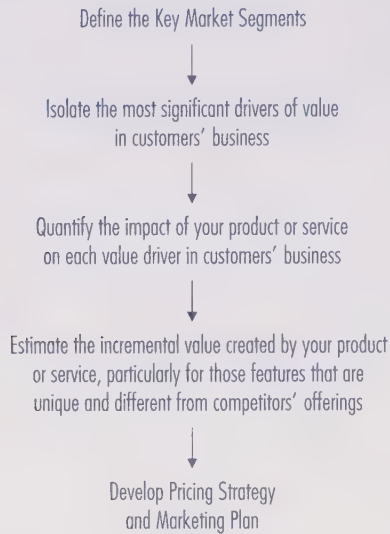 Define the Key Market Segments
Isolate the most significant drivers of value
in customers' business
Quantify the impact of your product or service
on each value driver in customers' business
Estimate the incremental value created by your product
or service, particularly for those features that are
unique and different from competitors' offerings
Develop Pricing Strategy
and Marketing Plan